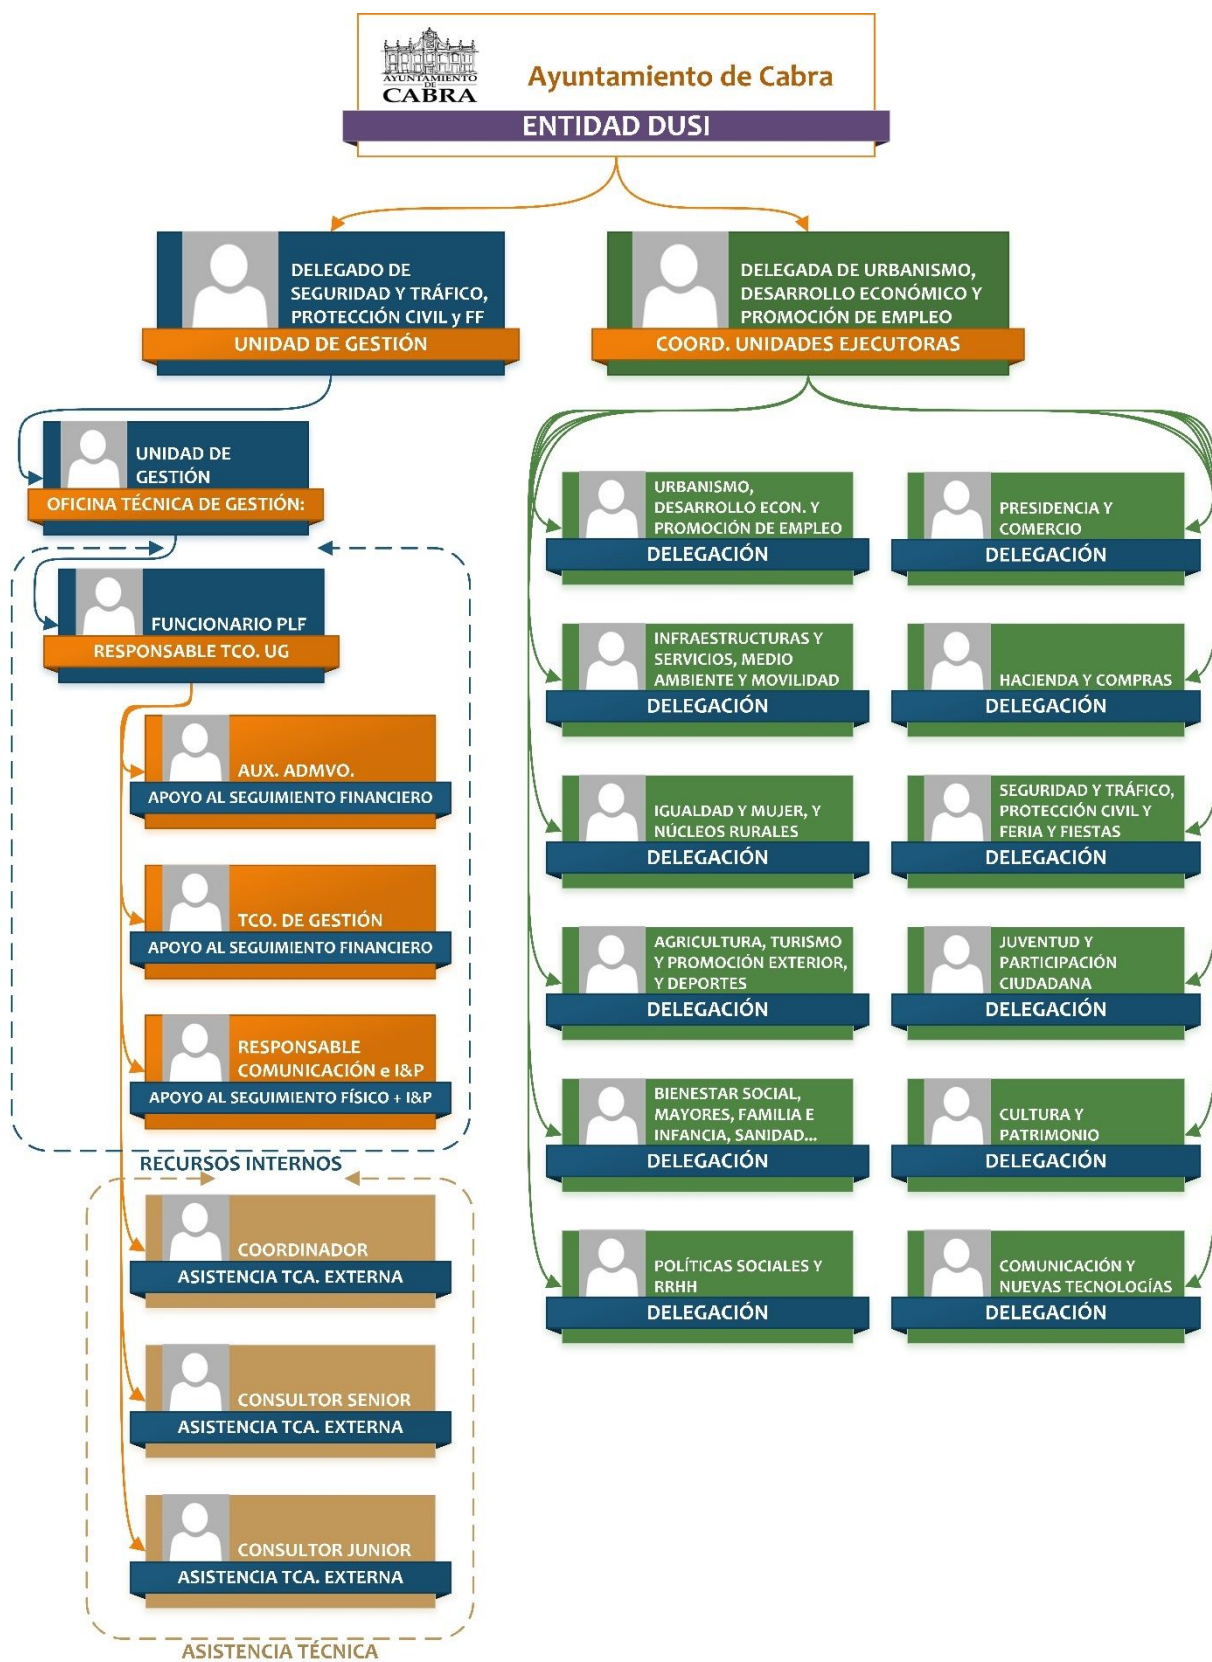 AYUNTAMIENTO
DE
CABRA
Ayuntamiento de Cabra
ENTIDAD DUSI
DELEGADO DE
SEGURIDAD Y TRÁFICO,
PROTECCIÓN CIVIL y FF
UNIDAD DE GESTIÓN
DELEGADA DE URBANISMO,
DESARROLLO ECONÓMICO Y
PROMOCIÓN DE EMPLEO
COORD. UNIDADES EJECUTORAS
UNIDAD DE
GESTIÓN
OFICINA TÉCNICA DE GESTIÓN:
FUNCIONARIO PLF
RESPONSABLE TCO. UG
AUX. ADMVO.
APOYO AL SEGUIMIENTO FINANCIERO
TCO. DE GESTIÓN
APOYO AL SEGUIMIENTO FINANCIERO
RESPONSABLE
COMUNICACIÓN e I&P
APOYO AL SEGUIMIENTO FÍSICO + I&P
RECURSOS INTERNOS
COORDINADOR
ASISTENCIA TCA. EXTERNA
CONSULTOR SENIOR
ASISTENCIA TCA. EXTERNA
CONSULTOR JUNIOR
ASISTENCIA TCA. EXTERNA
ASISTENCIA TÉCNICA
URBANISMO,
DESARROLLO ECON. Y
PROMOCIÓN DE EMPLEO
DELEGACIÓN
PRESIDENCIA Y
COMERCIO
DELEGACIÓN
INFRAESTRUCTURAS Y
SERVICIOS, MEDIO
AMBIENTE Y MOVILIDAD
DELEGACIÓN
HACIENDA Y COMPRAS
DELEGACIÓN
IGUALDAD Y MUJER, Y
NÚCLEOS RURALES
DELEGACIÓN
SEGURIDAD Y TRÁFICO,
PROTECCIÓN CIVIL Y
FERIA Y FIESTAS
DELEGACIÓN
AGRICULTURA, TURISMO
Y PROMOCIÓN EXTERIOR,
Y DEPORTES
DELEGACIÓN
JUVENTUD Y
PARTICIPACIÓN
CIUDADANA
DELEGACIÓN
BIENESTAR SOCIAL,
MAYORES, FAMILIA E
INFANCIA, SANIDAD...
DELEGACIÓN
CULTURA Y
PATRIMONIO
DELEGACIÓN
POLÍTICAS SOCIALES Y
RRHH
DELEGACIÓN
COMUNICACIÓN Y
NUEVAS TECNOLOGÍAS
DELEGACIÓN